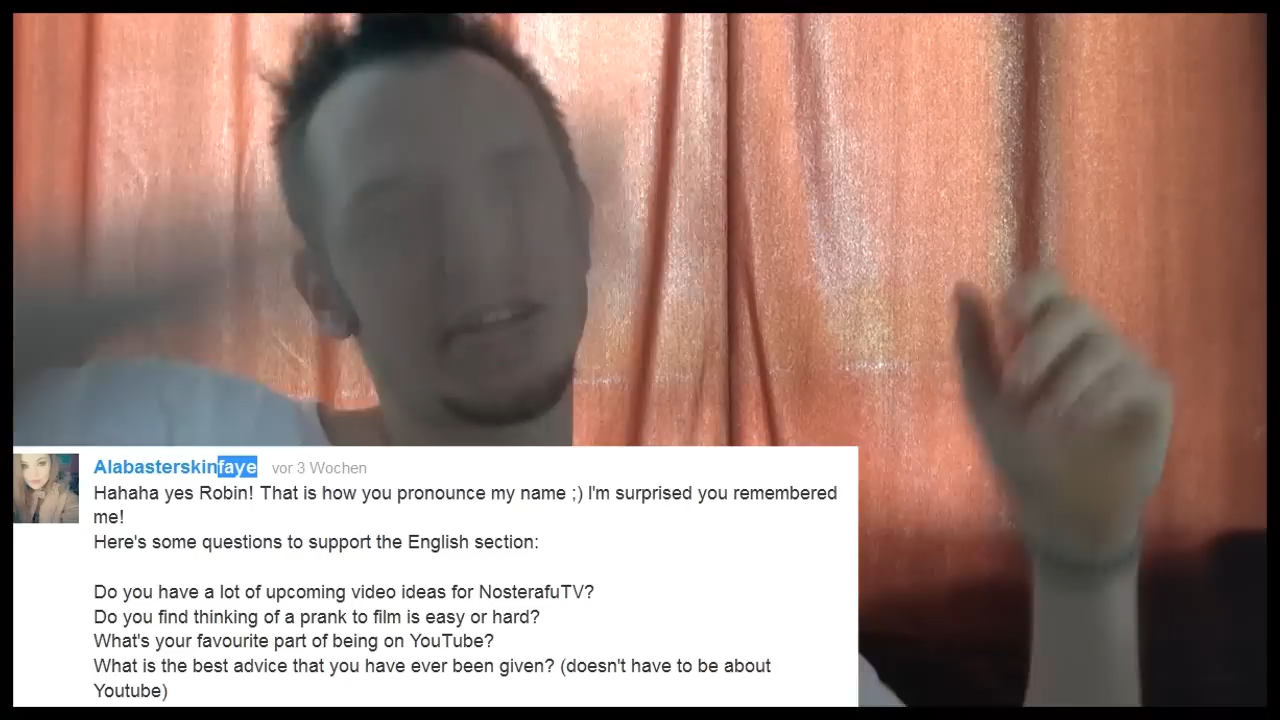 Alabasterskinfaye vor 3 Wochen
Hahaha yes Robin! That is how you pronounce my name ;) I'm surprised you remembered
me!
Here's some questions to support the English section:
Do you have a lot of upcoming video ideas for NosterafuTV?
Do you find thinking of a prank to film is easy or hard?
What's your favourite part of being on YouTube?
What is the best advice that you have ever been given? (doesn't have to be about
Youtube)